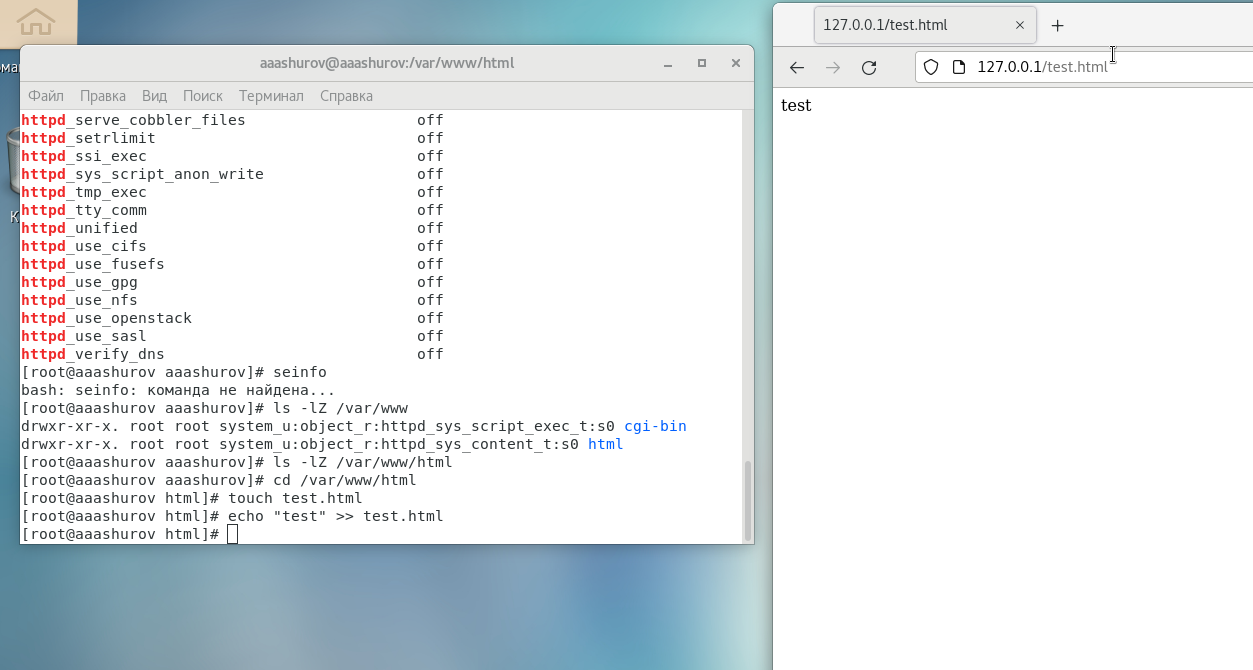 ома
К
aaashurov@aaashurov:/var/www/html
Файл Правка Вид Поиск Терминал Справка
httpd_serve_cobbler_files off
httpd_setrlimit off
httpd_ssi_exec off
httpd_sys_script_anon_write off
httpd_tmp_exec off
httpd_tty_comm off
httpd_unified off
httpd_use_cifs off
httpd_use_fusefs off
httpd_use_gpg off
httpd_use_nfs off
httpd_use_openstack off
httpd_use_sasl off
httpd_verify_dns off
[root@aaashurov aaashurov]# seinfo
bash: seinfo: команда не найдена...
[root@aaashurov aaashurov]# ls -lZ /var/www
drwxr-xr-x. root root system_u:object_r:httpd_sys_script_exec_t:s0 cgi-bin
drwxr-xr-x. root root system_u:object_r:httpd_sys_content_t:s0 html
[root@aaashurov aaashurov]# ls -lZ /var/www/html
[root@aaashurov aaashurov]# cd /var/www/html
[root@aaashurov html]# touch test.html
[root@aaashurov html]# echo "test" >> test.html
[root@aaashurov html]#
127.0.0.1/test.html
127.0.0.1/test.html
test